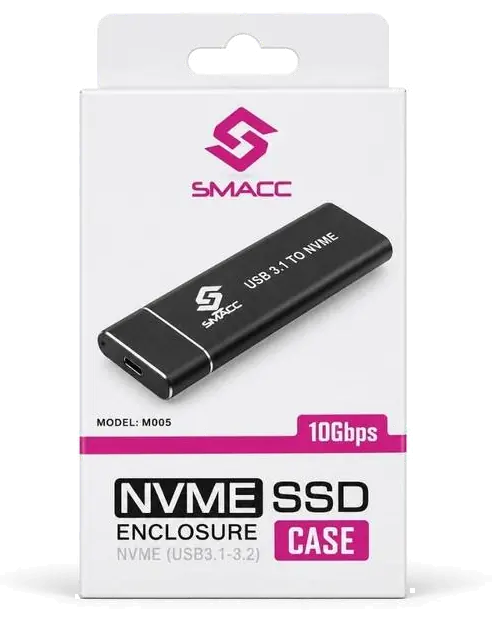 SMACC
USB 3.1 TO NVME
SMACC
MODEL: M005
10Gbps
NVME SSD
ENCLOSURE CASE
NVME (USB3.1-3.2)